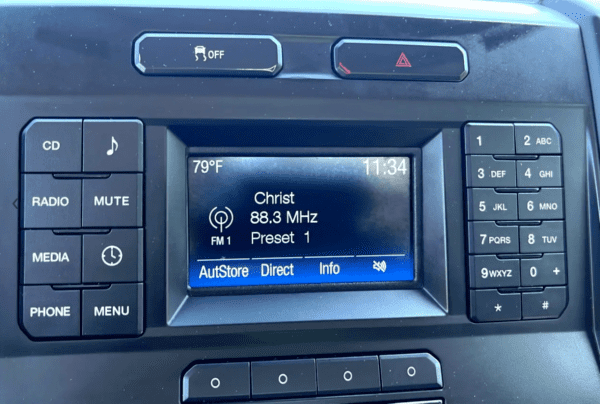 OFF
CD
RADIO MUTE
MEDIA
PHONE MENU
79°F 11:34
Christ
88.3 MHz
FM 1 Preset 1
AutoStore Direct Info
1 2 ABC
3 DEF 4 GHI
5 JKL 6 MNO
7 PQRS 8 TUV
9 WXYZ 0 +
* #